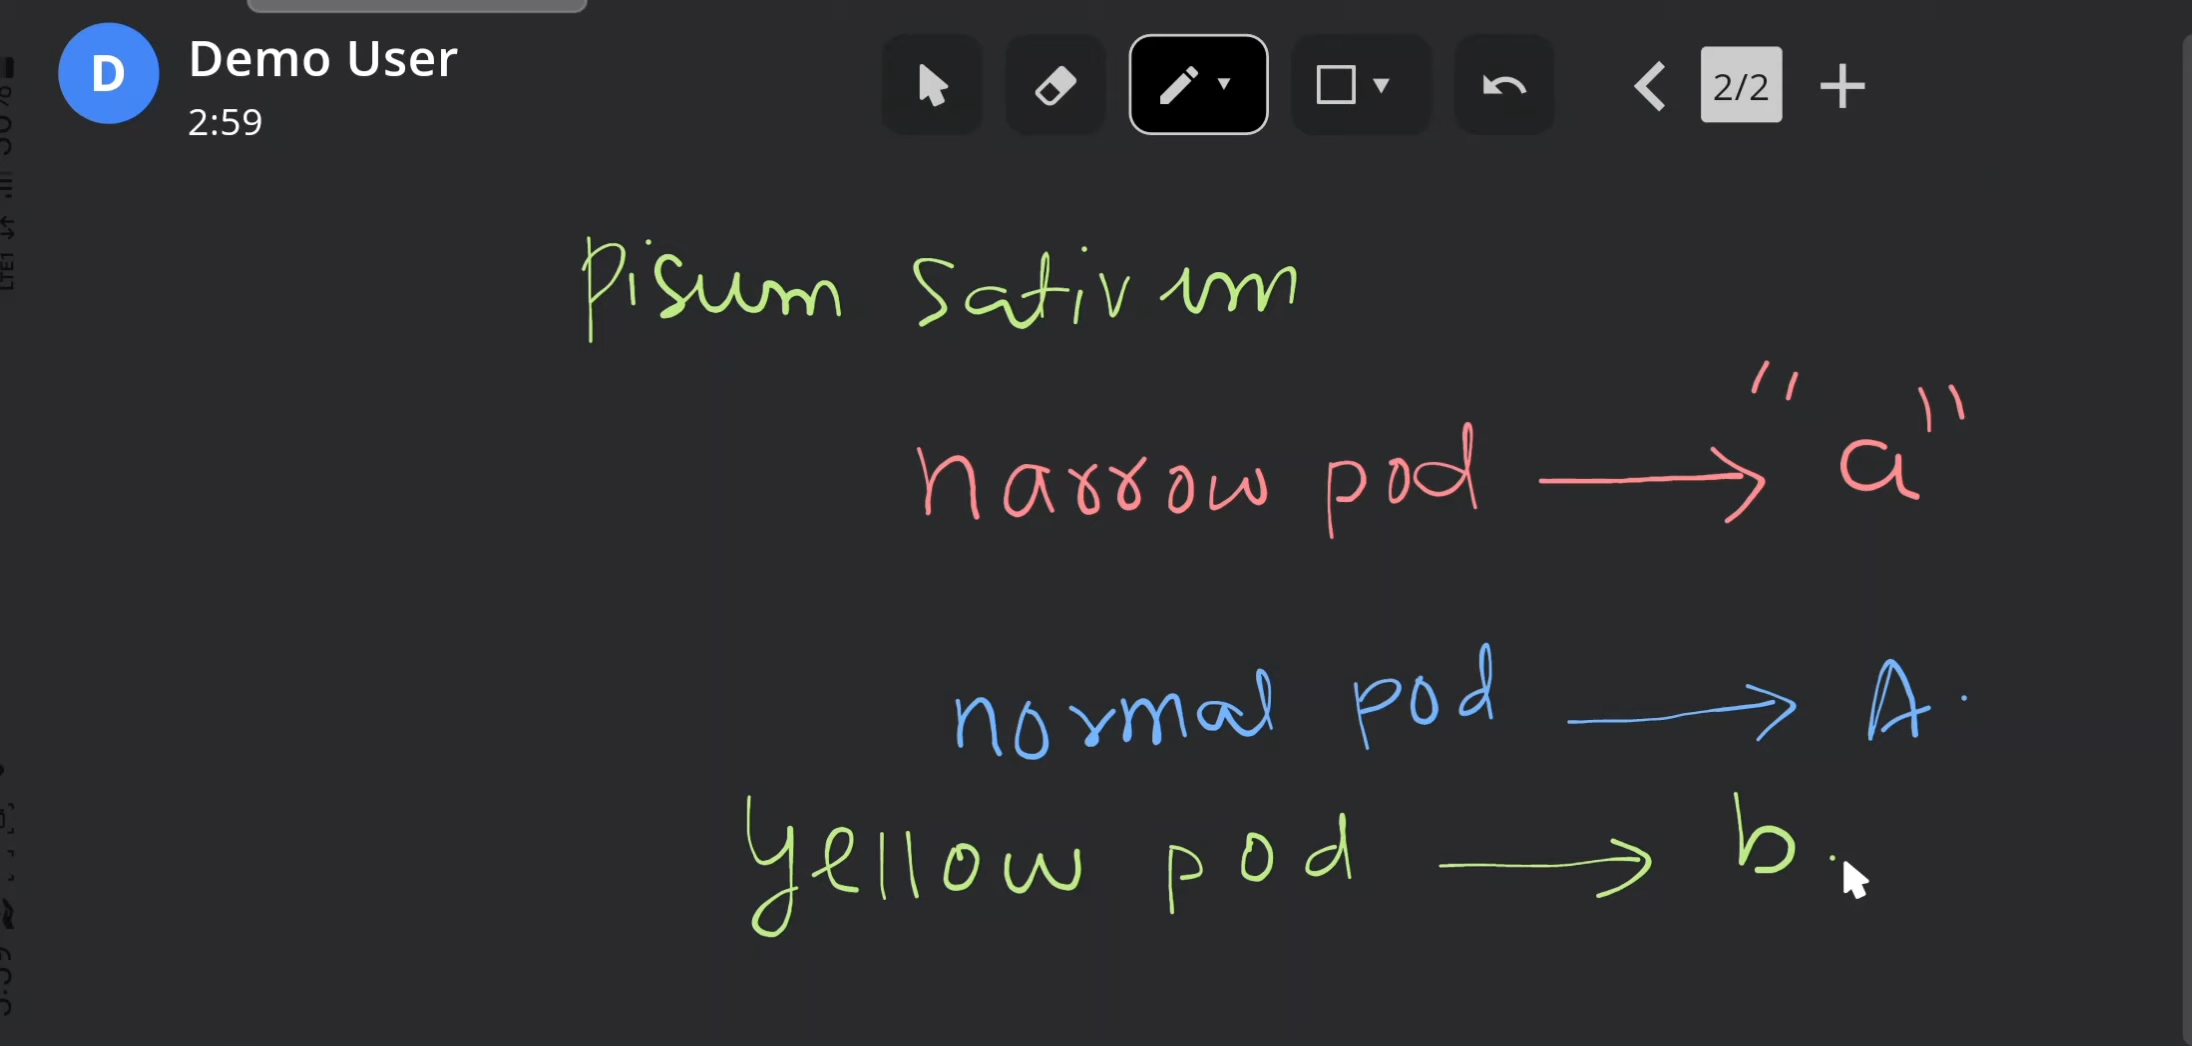 Demo User
D
2:59
2/2
Pisum Sativum
narrow pod → "a"
normal pod → A.
Yellow pod → b.